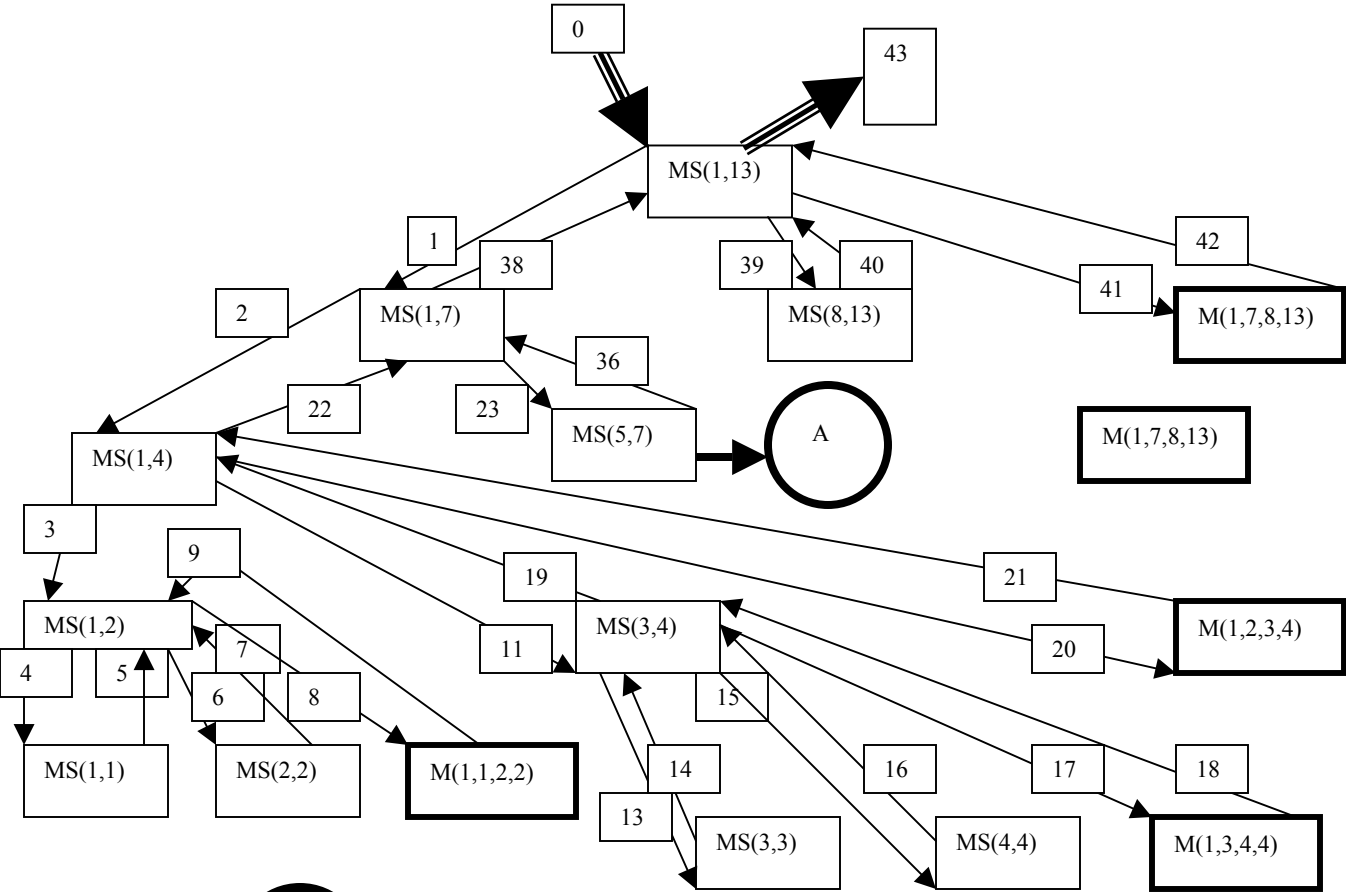 0
43
MS(1,13)
1
38
39
40
42
41
2
MS(1,7)
MS(8,13)
M(1,7,8,13)
36
22
23
MS(5,7)
A
M(1,7,8,13)
MS(1,4)
3
9
19
21
MS(1,2)
7
11
MS(3,4)
20
M(1,2,3,4)
4
5
6
8
15
MS(1,1)
MS(2,2)
M(1,1,2,2)
14
16
17
18
13
MS(3,3)
MS(4,4)
M(1,3,4,4)